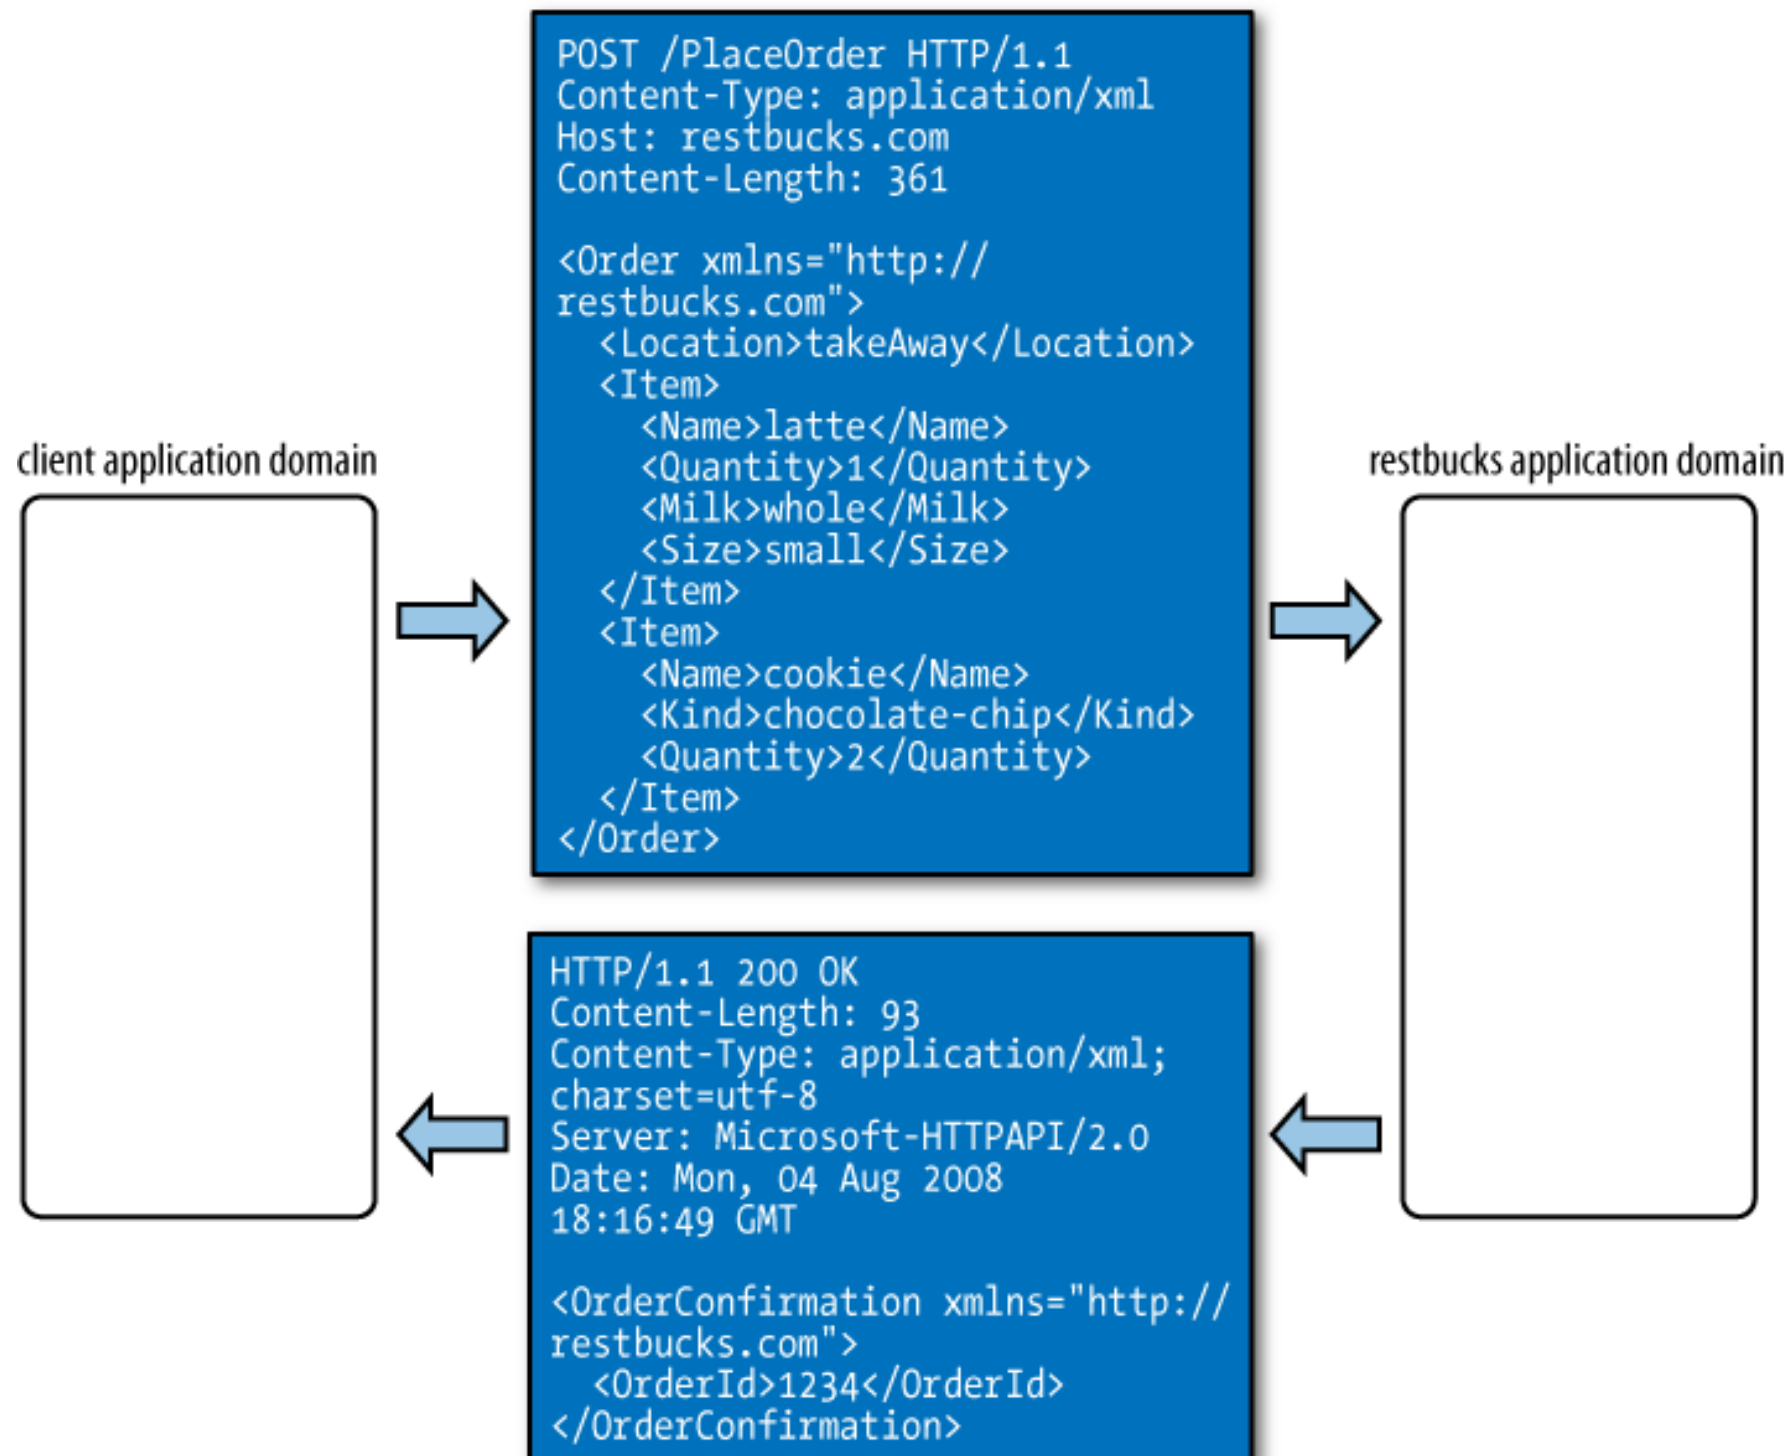 POST /PlaceOrder HTTP/1.1
Content-Type: application/xml
Host: restbucks.com
Content-Length: 361
<Order xmlns="http://
restbucks.com">
<Location>takeAway</Location>
<Item>
<Name>latte</Name>
<Quantity>1</Quantity>
<Milk>whole</Milk>
<Size>small</Size>
</Item>
<Item>
<Name>cookie</Name>
<Kind>chocolate-chip</Kind>
<Quantity>2</Quantity>
</Item>
</Order>
client application domain
restbucks application domain
HTTP/1.1 200 OK
Content-Length: 93
Content-Type: application/xml;
charset=utf-8
Server: Microsoft-HTTPAPI/2.0
Date: Mon, 04 Aug 2008
18:16:49 GMT
<OrderConfirmation xmlns="http://
restbucks.com">
<OrderId>1234</OrderId>
</OrderConfirmation>